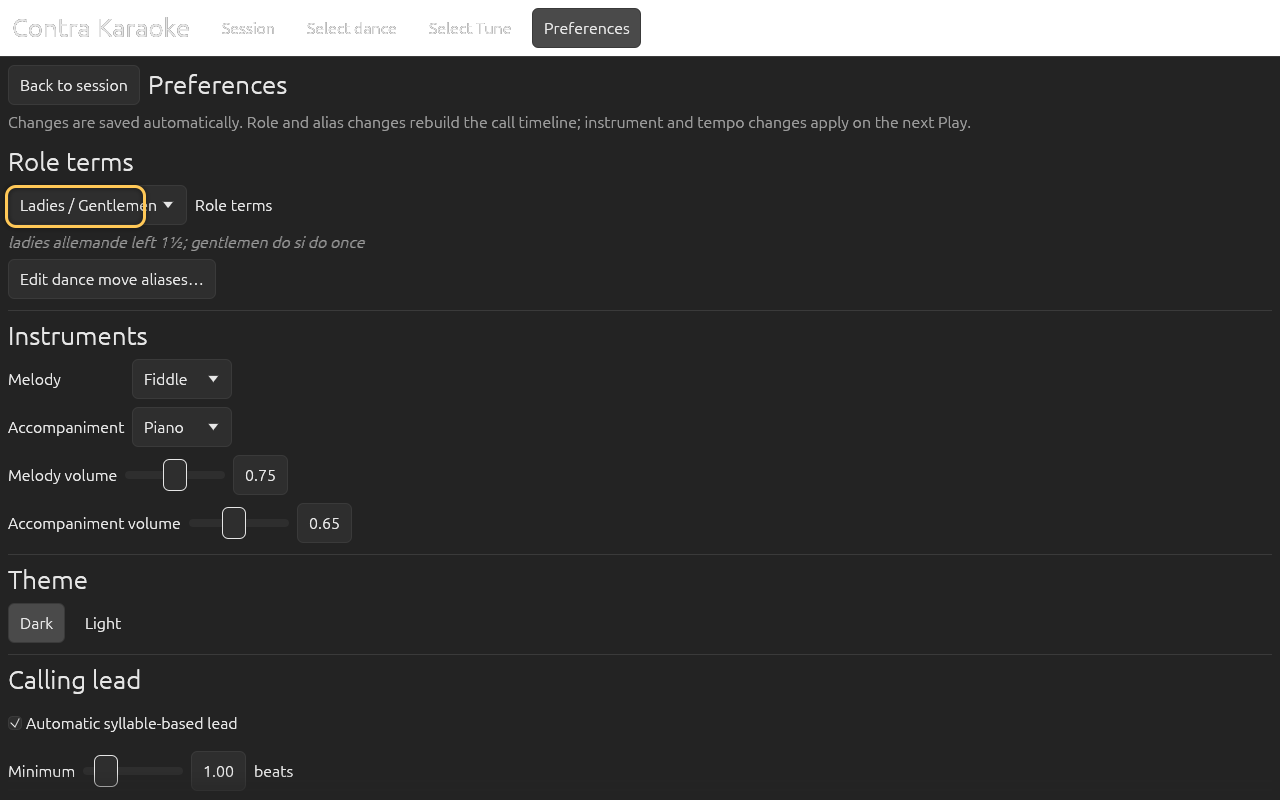 Contra Karaoke Session Select dance Select Tune Preferences
Back to session Preferences
Changes are saved automatically. Role and alias changes rebuild the call timeline; instrument and tempo changes apply on the next Play.
Role terms
Ladies / Gentlemen Role terms
ladies allemande left 1½; gentlemen do si do once
Edit dance move aliases…
Instruments
Melody Fiddle
Accompaniment Piano
Melody volume 0.75
Accompaniment volume 0.65
Theme
Dark Light
Calling lead
Automatic syllable-based lead
Minimum 1.00 beats